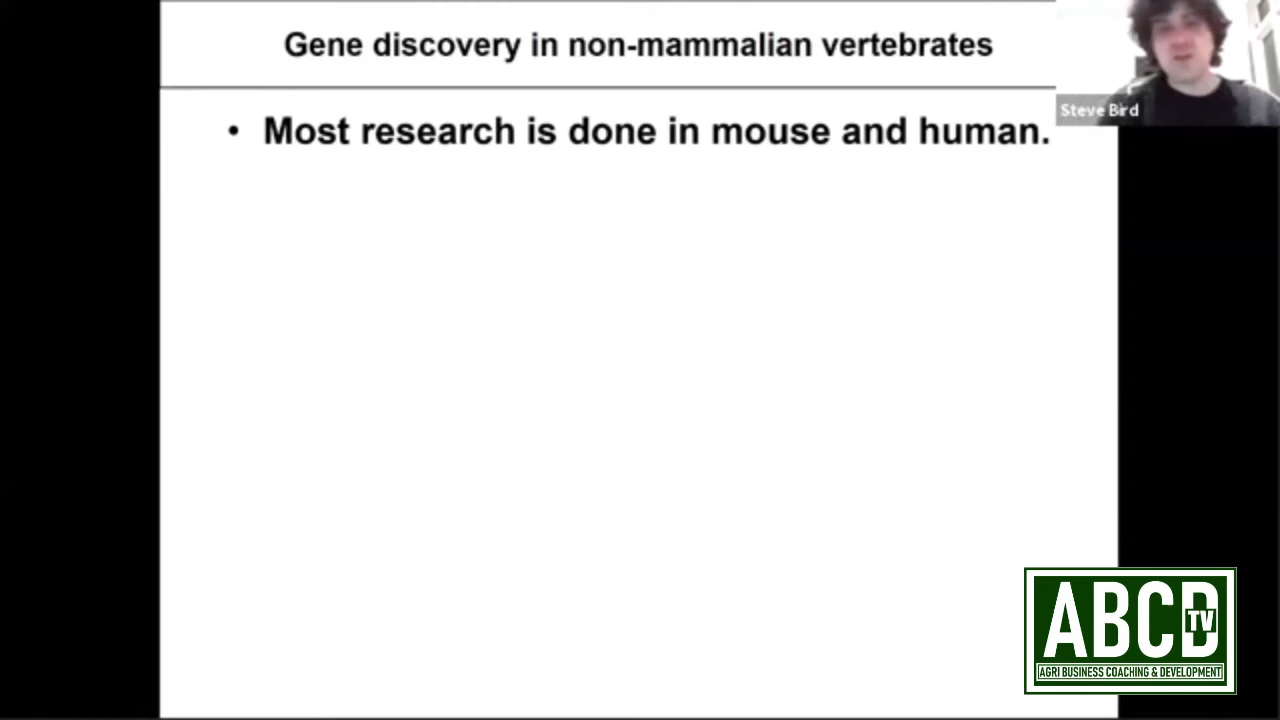 Gene discovery in non-mammalian vertebrates
Steve Bird
• Most research is done in mouse and human.
ABCD
TV
AGRI BUSINESS COACHING & DEVELOPMENT